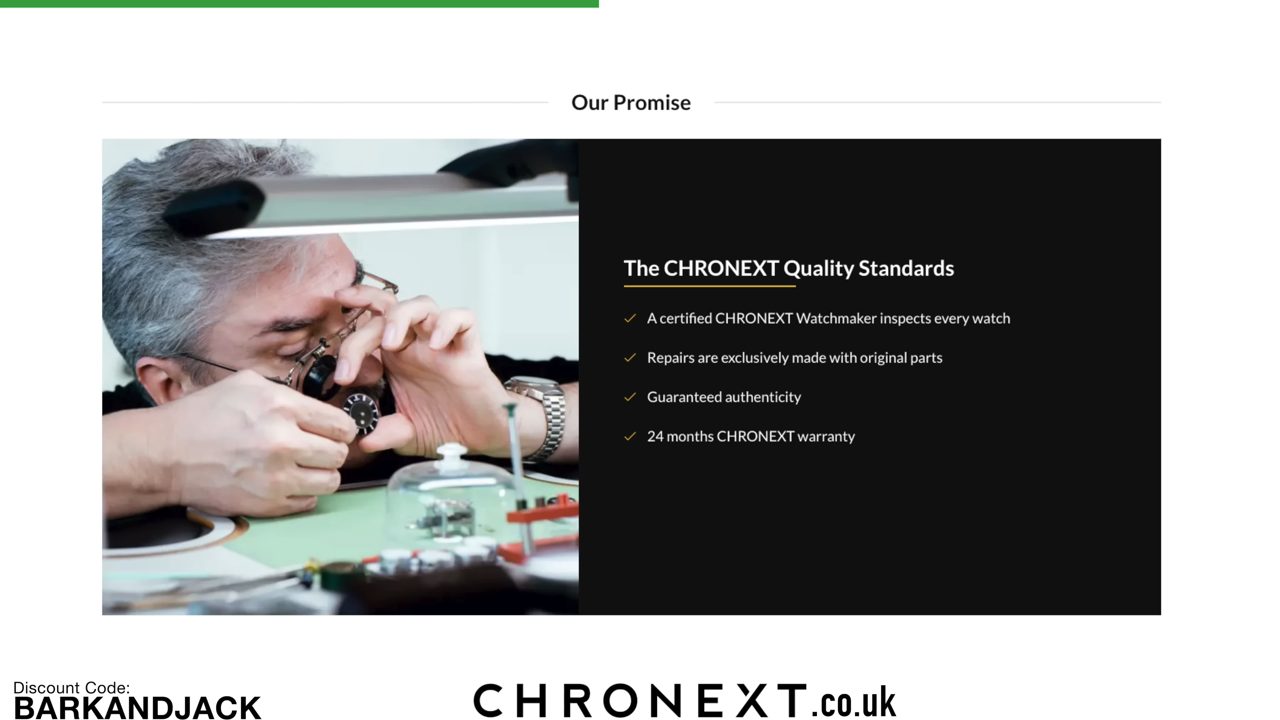 Our Promise
The CHRONEXT Quality Standards
A certified CHRONEXT Watchmaker inspects every watch
Repairs are exclusively made with original parts
Guaranteed authenticity
24 months CHRONEXT warranty
Discount Code:
BARKANDJACK
CHRONEXT.co.uk